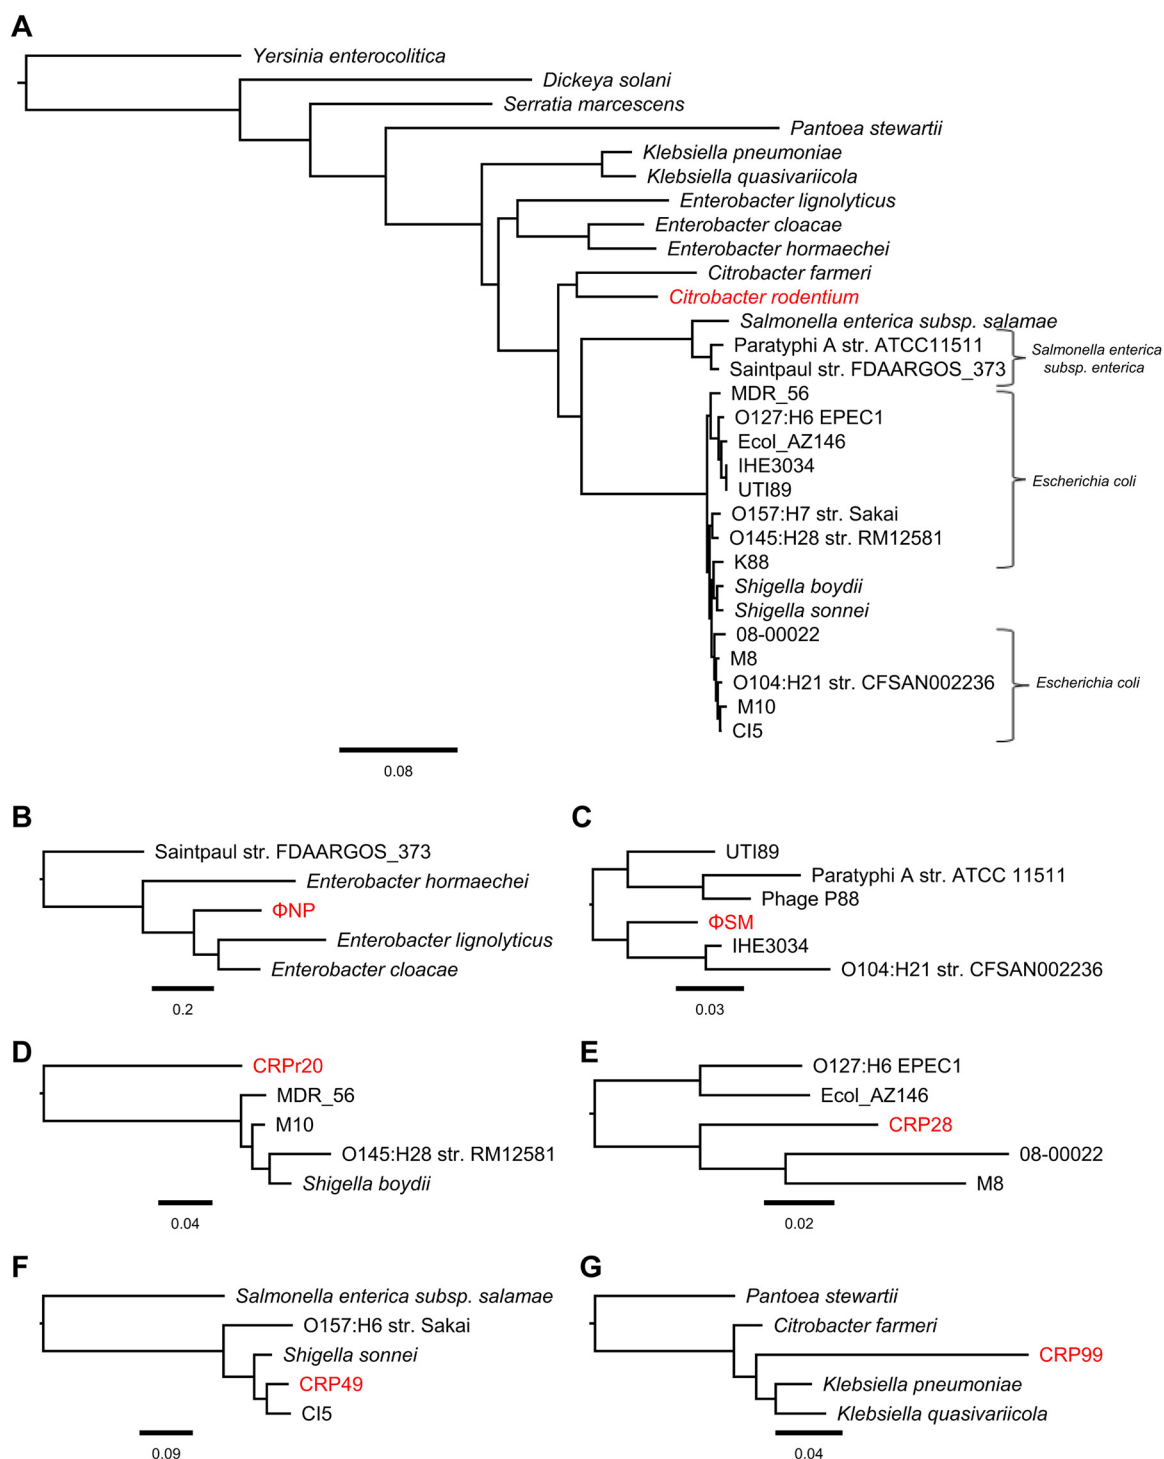 A
Yersinia enterocolitica
Dickeya solani
Serratia marcescens
Pantoea stewartii
Klebsiella pneumoniae
Klebsiella quasivariicola
Enterobacter lignolyticus
Enterobacter cloacae
Enterobacter hormaechei
Citrobacter farmeri
Citrobacter rodentium
Salmonella enterica subsp. salamae
Paratyphi A str. ATCC11511
Saintpaul str. FDAARGOS_373
Salmonella enterica
subsp. enterica
MDR_56
O127:H6 EPEC1
Ecol_AZ146
IHE3034
UTI89
O157:H7 str. Sakai
O145:H28 str. RM12581
K88
Escherichia coli
Shigella boydii
Shigella sonnei
08-00022
M8
O104:H21 str. CFSAN002236
M10
CI5
Escherichia coli
0.08
B
Saintpaul str. FDAARGOS_373
Enterobacter hormaechei
ΦNP
Enterobacter lignolyticus
Enterobacter cloacae
0.2
C
UTI89
Paratyphi A str. ATCC 11511
Phage P88
ΦSM
IHE3034
O104:H21 str. CFSAN002236
0.03
D
CRPr20
MDR_56
M10
O145:H28 str. RM12581
Shigella boydii
0.04
E
O127:H6 EPEC1
Ecol_AZ146
CRP28
08-00022
M8
0.02
F
Salmonella enterica subsp. salamae
O157:H6 str. Sakai
Shigella sonnei
CRP49
CI5
0.09
G
Pantoea stewartii
Citrobacter farmeri
CRP99
Klebsiella pneumoniae
Klebsiella quasivariicola
0.04